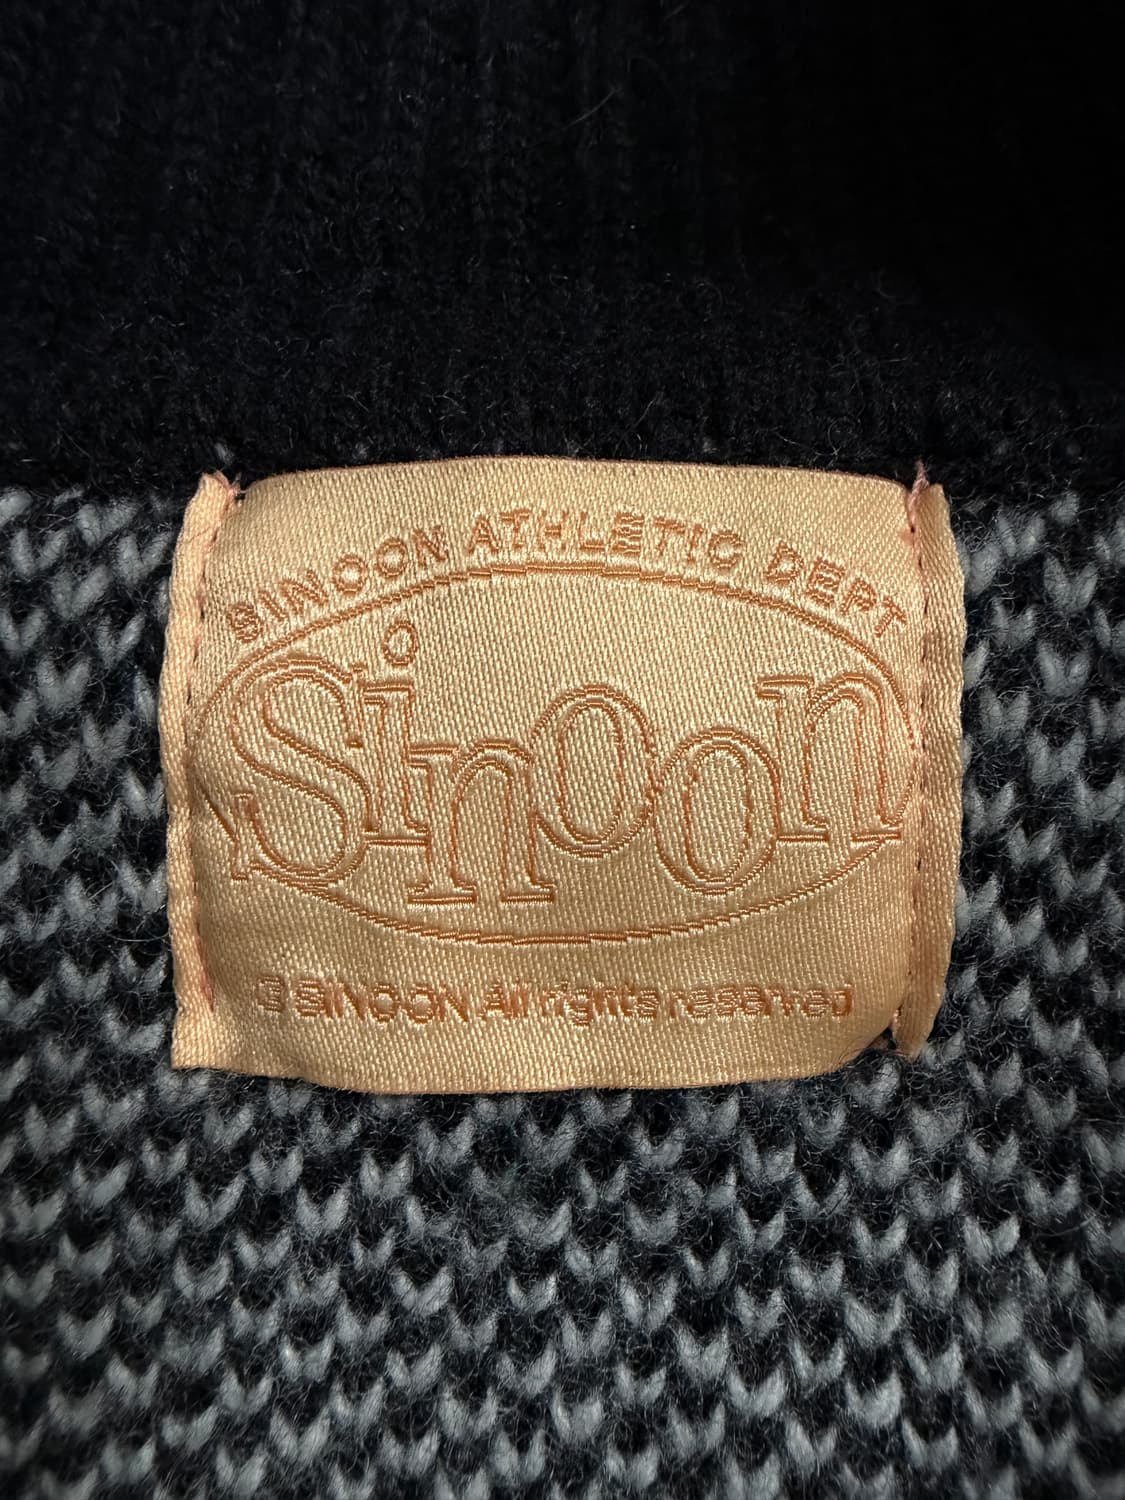 SINOON ATHLETIC DEPT
Sinoon
© SINOON All rights reserved